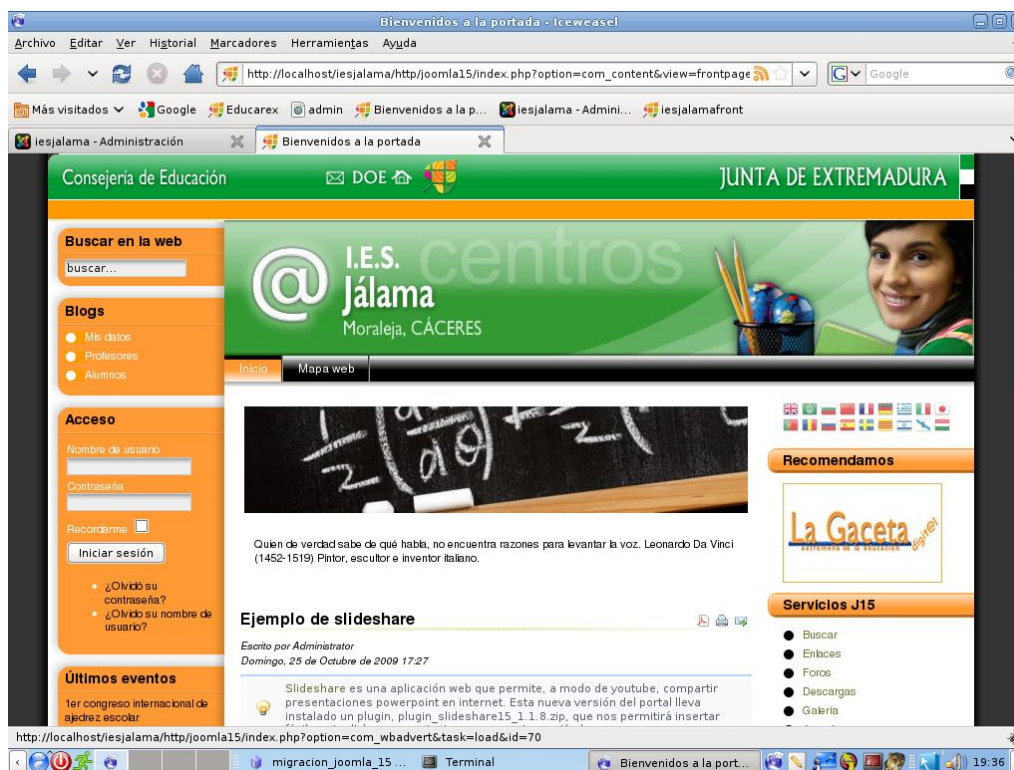 Bienvenidos a la portada - Iceweasel
Archivo Editar Ver Historial Marcadores Herramientas Ayuda
http://localhost/iesjalama/http/joomla15/index.php?option=com_content&view=frontpage
Google
Más visitados Google Educarex admin Bienvenidos a la p... iesjalama - Admini... iesjalamafront
iesjalama - Administración
Bienvenidos a la portada
Consejería de Educación
DOE
JUNTA DE EXTREMADURA
Buscar en la web
buscar...
Blogs
Mis datos
Profesores
Alumnos
Acceso
Nombre de usuario
Contraseña
Recordarme
Iniciar sesión
¿Olvidó su
contraseña?
¿Olvido su nombre de
usuario?
Últimos eventos
1er congreso internacional de
ajedrez escolar
@
centros
I.E.S.
Jálama
Moraleja, CÁCERES
Inicio
Mapa web
Quien de verdad sabe de qué habla, no encuentra razones para levantar la voz. Leonardo Da Vinci
(1452-1519) Pintor, escultor e inventor italiano.
Ejemplo de slideshare
Escrito por Administrator
Domingo, 25 de Octubre de 2009 17:27
Slideshare es una aplicación web que permite, a modo de youtube, compartir
presentaciones powerpoint en internet. Esta nueva versión del portal lleva
instalado un plugin, plugin_slideshare15_1.1.8.zip, que nos permitirá insertar
Recomendamos
La Gaceta
extremeña de la educación
digital
Servicios J15
Buscar
Enlaces
Foros
Descargas
Galería
http://localhost/iesjalama/http/joomla15/index.php?option=com_wbadvert&task=load&id=70
migracion_joomla_15 ...
Terminal
Bienvenidos a la port...
19:36